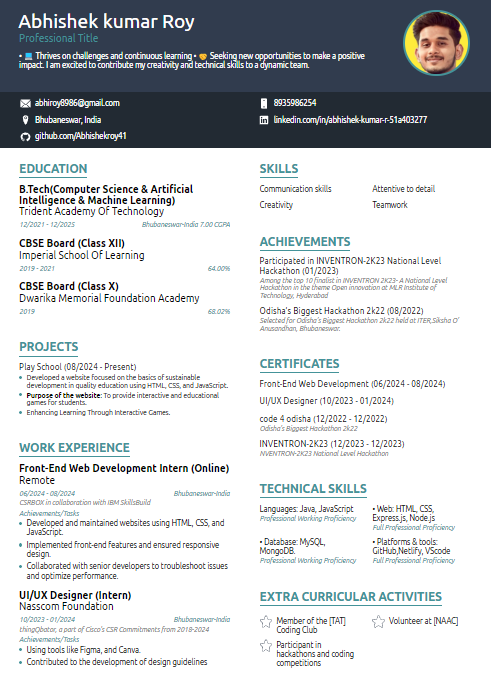 Abhishek kumar Roy
Professional Title
• 📘 Thrives on challenges and continuous learning • 🤝 Seeking new opportunities to make a positive
impact. I am excited to contribute my creativity and technical skills to a dynamic team.
abhiroy8986@gmail.com
8935986254
Bhubaneswar, India
linkedin.com/in/abhishek-kumar-r-51a403277
github.com/Abhishekroy41
EDUCATION
B.Tech(Computer Science & Artificial
Intelligence & Machine Learning)
Trident Academy Of Technology
12/2021 - 12/2025 Bhubaneswar-India 7.00 CGPA
CBSE Board (Class XII)
Imperial School Of Learning
2019 - 2021 64.00%
CBSE Board (Class X)
Dwarika Memorial Foundation Academy
2019 68.02%
PROJECTS
Play School (08/2024 - Present)
• Developed a website focused on the basics of sustainable
development in quality education using HTML, CSS, and JavaScript.
• Purpose of the website: To provide interactive and educational
games for students.
• Enhancing Learning Through Interactive Games.
WORK EXPERIENCE
Front-End Web Development Intern (Online)
Remote
06/2024 - 08/2024 Bhubaneswar-India
CSRBOX in collaboration with IBM SkillsBuild
Achievements/Tasks
• Developed and maintained websites using HTML, CSS, and
JavaScript.
• Implemented front-end features and ensured responsive
design.
• Collaborated with senior developers to troubleshoot issues
and optimize performance.
UI/UX Designer (Intern)
Nasscom Foundation
10/2023 - 01/2024 Bhubaneswar-India
thingQbator, a part of Cisco's CSR Commitments from 2018-2024
Achievements/Tasks
• Using tools like Figma, and Canva.
• Contributed to the development of design guidelines
SKILLS
Communication skills Attentive to detail
Creativity Teamwork
ACHIEVEMENTS
Participated in INVENTRON-2K23 National Level
Hackathon (01/2023)
Among the top 10 finalist in INVENTRON 2K23- A National Level
Hackathon in the theme Open Innovation at MLR Institute of
Technology, Hyderabad
Odisha's Biggest Hackathon 2k22 (08/2022)
Selected for Odisha's Biggest Hackathon 2k22 held at ITER,Siksha O'
Anusandhan, Bhubaneswar.
CERTIFICATES
Front-End Web Development (06/2024 - 08/2024)
UI/UX Designer (10/2023 - 01/2024)
code 4 odisha (12/2022 - 12/2022)
Odisha's Biggest Hackathon 2k22
INVENTRON-2K23 (12/2023 - 12/2023)
NVENTRON-2K23 National Level Hackathon
TECHNICAL SKILLS
Languages: Java, JavaScript
Professional Working Proficiency
• Web: HTML, CSS,
Express.js, Node.js
Full Professional Proficiency
• Database: MySQL,
MongoDB.
Professional Working Proficiency
• Platforms & tools:
GitHub,Netlify, VScode
Full Professional Proficiency
EXTRA CURRICULAR ACTIVITIES
Member of the [TAT]
Coding Club
Volunteer at [NAAC]
Participant in
hackathons and coding
competitions